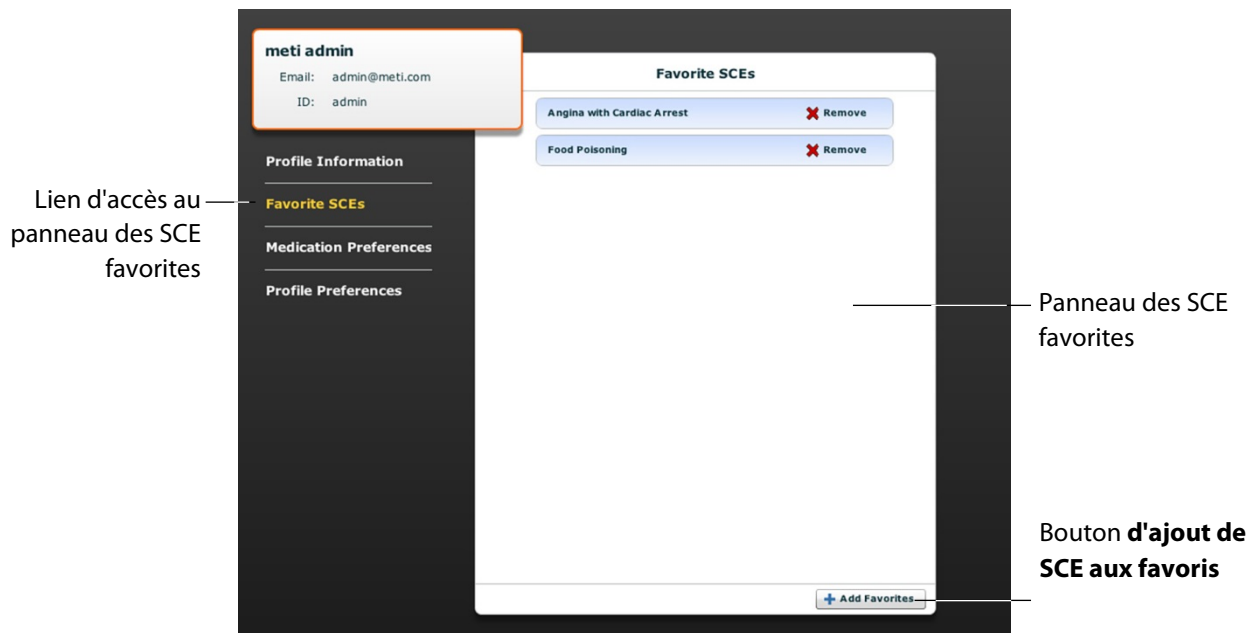 meti admin
Email: admin@meti.com
ID: admin
Profile Information
Favorite SCEs
Medication Preferences
Profile Preferences
Favorite SCEs
Angina with Cardiac Arrest Remove
Food Poisoning Remove
Add Favorites
Lien d'accès au
panneau des SCE
favorites
Panneau des SCE
favorites
Bouton d'ajout de
SCE aux favoris